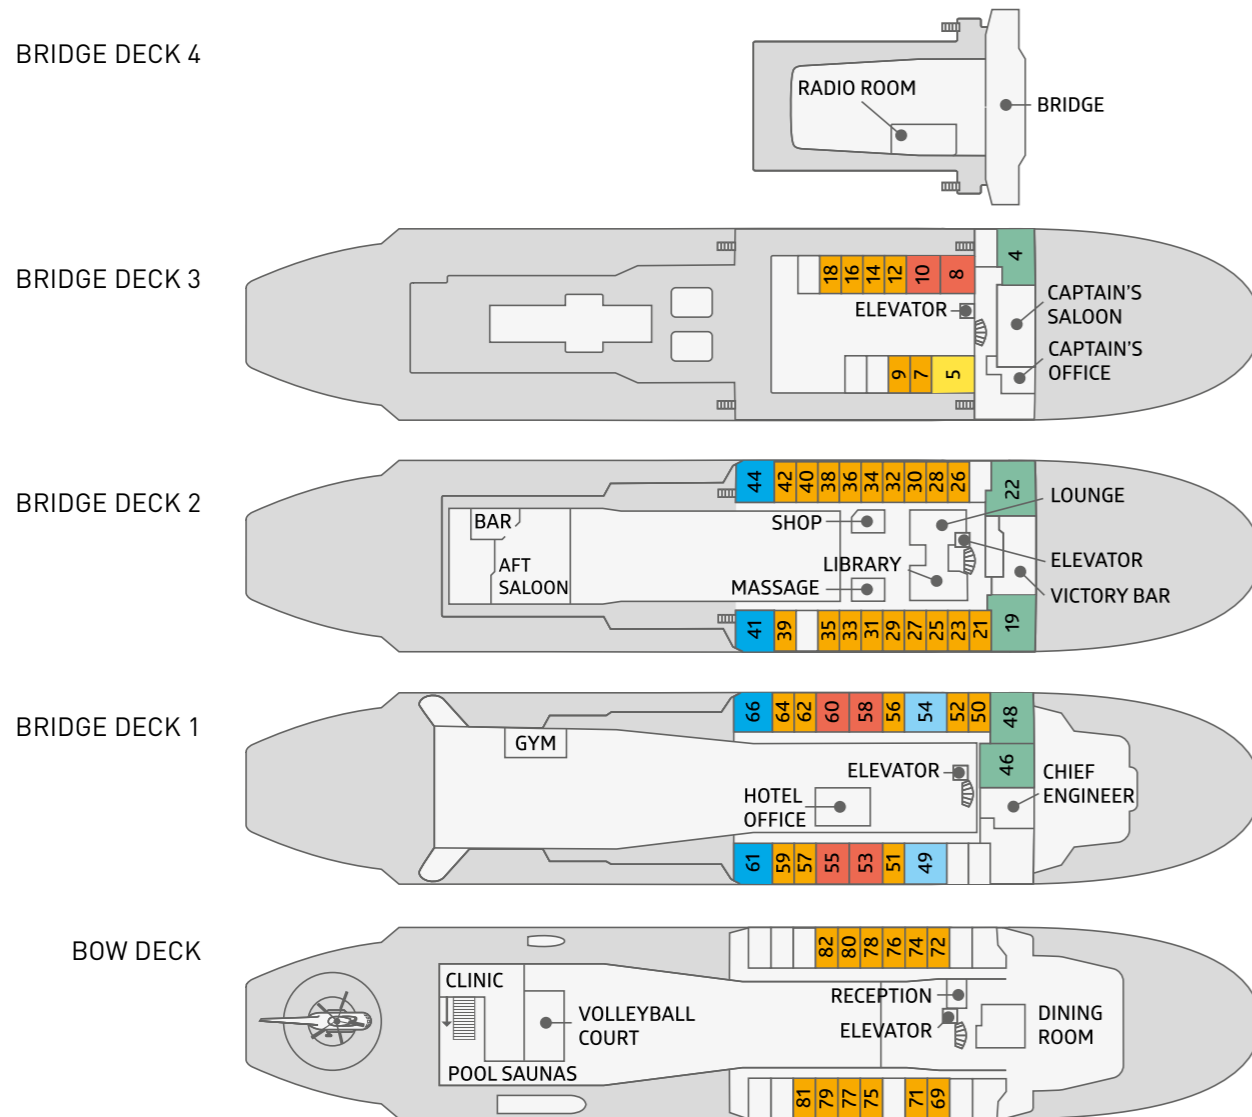 BRIDGE DECK 4
RADIO ROOM
BRIDGE
BRIDGE DECK 3
18 16 14 12 10 8 4
ELEVATOR
CAPTAIN'S
SALOON
CAPTAIN'S
OFFICE
9 7 5
BRIDGE DECK 2
44 42 40 38 36 34 32 30 28 26 22
BAR
SHOP
LOUNGE
AFT
SALOON
LIBRARY
ELEVATOR
MASSAGE
VICTORY BAR
41 39 35 33 31 29 27 25 23 21 19
BRIDGE DECK 1
66 64 62 60 58 56 54 52 50 48
GYM
46
ELEVATOR
CHIEF
ENGINEER
HOTEL
OFFICE
61 59 57 55 53 51 49
BOW DECK
82 80 78 76 74 72
CLINIC
RECEPTION
VOLLEYBALL
COURT
ELEVATOR
DINING
ROOM
POOL SAUNAS
81 79 77 75 71 69